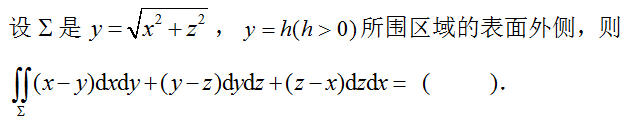 设 Σ 是 y = √(x² + z²) ，y = h(h > 0) 所围区域的表面外侧，则
∬_Σ (x − y)dxdy + (y − z)dydz + (z − x)dzdx = (　　).